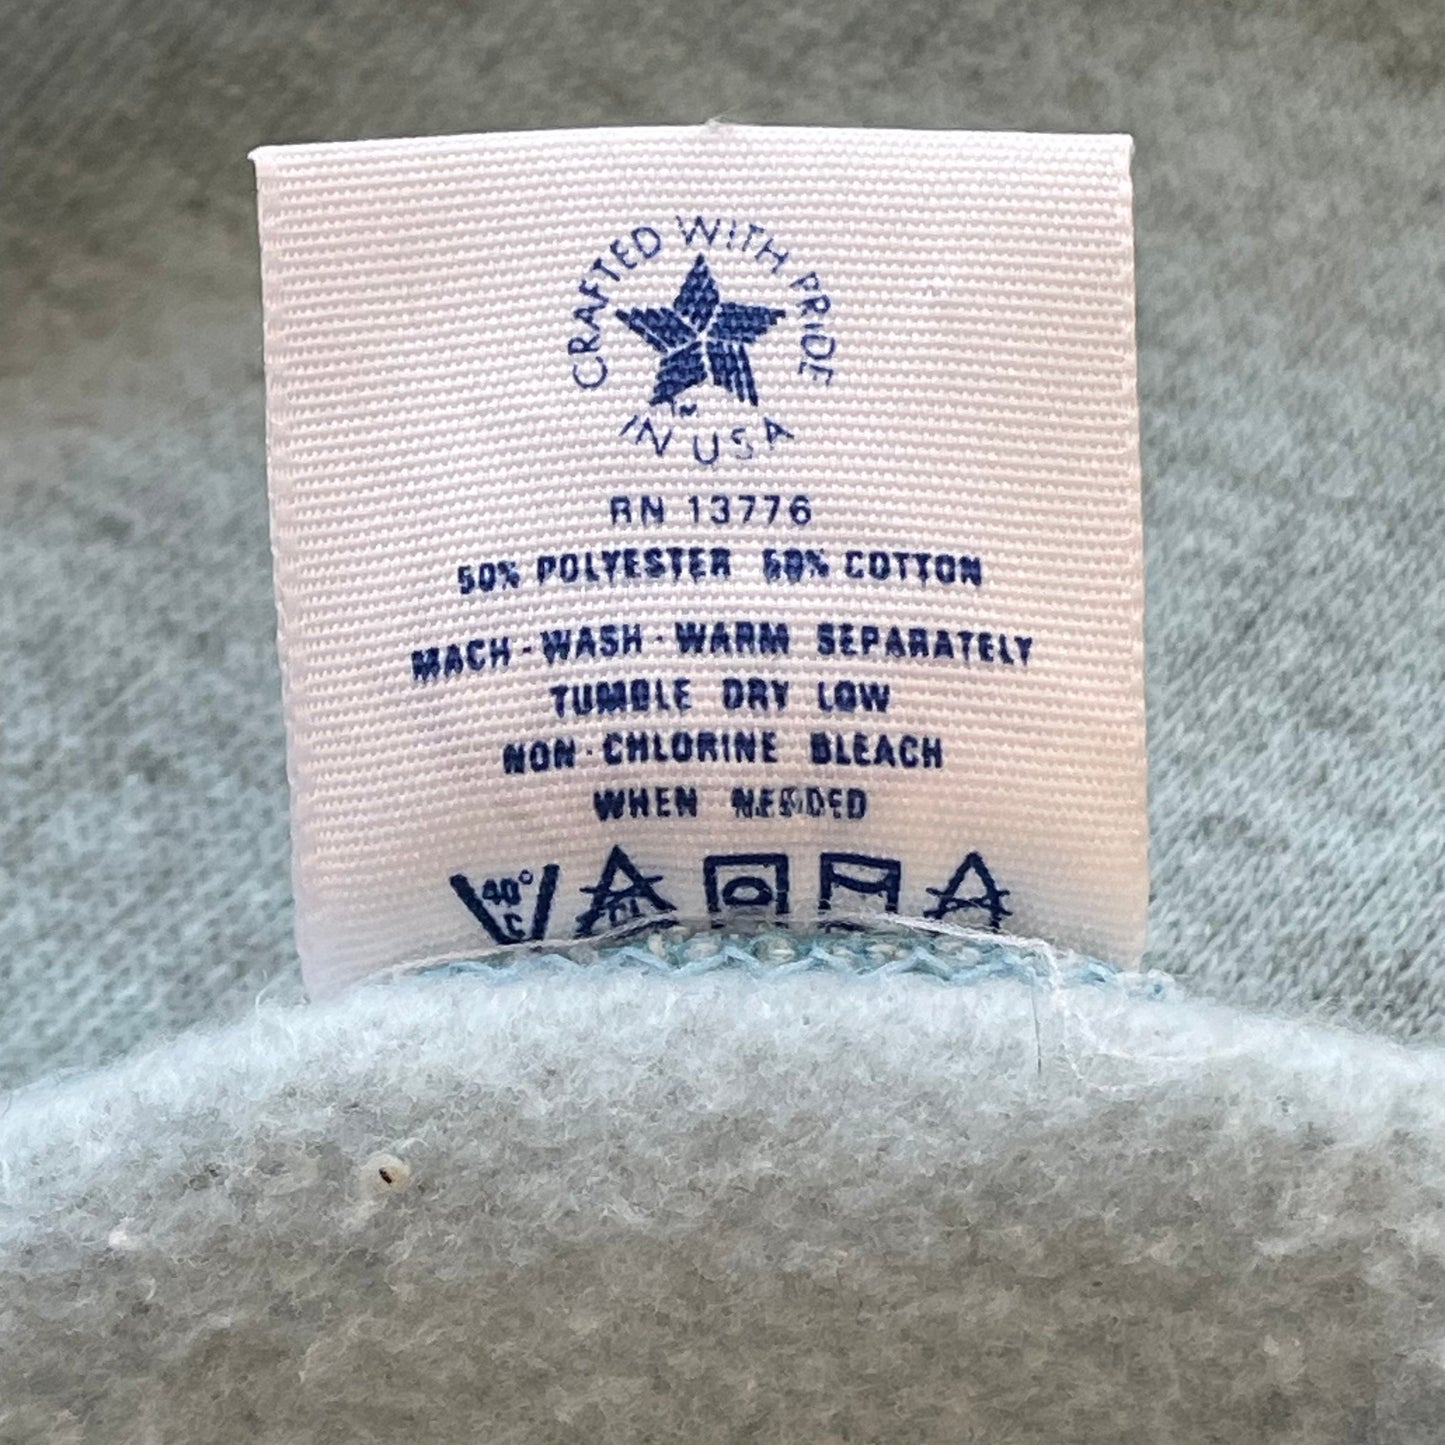 CRAFTED WITH PRIDE
IN USA
RN 13776
50% POLYESTER 50% COTTON
MACH-WASH-WARM SEPARATELY
TUMBLE DRY LOW
NON-CHLORINE BLEACH
WHEN NEEDED
40°
C
CL